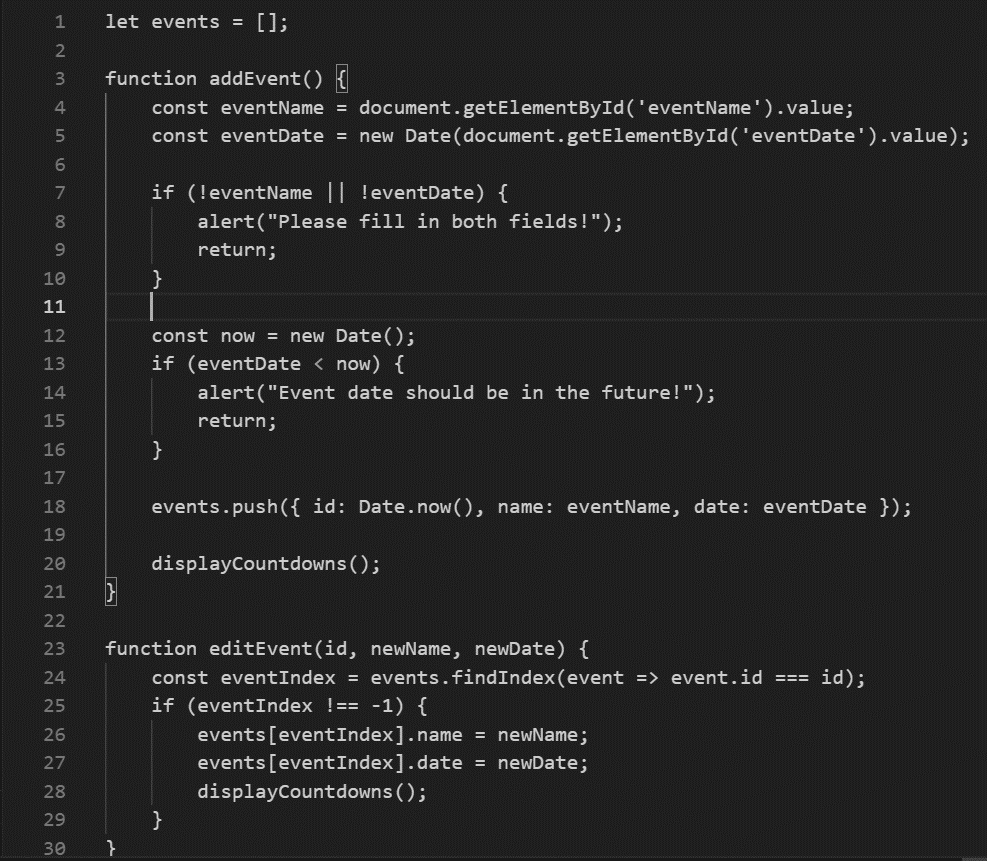 1 let events = [];
2
3 function addEvent() {
4     const eventName = document.getElementById('eventName').value;
5     const eventDate = new Date(document.getElementById('eventDate').value);
6
7     if (!eventName || !eventDate) {
8         alert("Please fill in both fields!");
9         return;
10     }
11
12     const now = new Date();
13     if (eventDate < now) {
14         alert("Event date should be in the future!");
15         return;
16     }
17
18     events.push({ id: Date.now(), name: eventName, date: eventDate });
19
20     displayCountdowns();
21 }
22
23 function editEvent(id, newName, newDate) {
24     const eventIndex = events.findIndex(event => event.id === id);
25     if (eventIndex !== -1) {
26         events[eventIndex].name = newName;
27         events[eventIndex].date = newDate;
28         displayCountdowns();
29     }
30 }